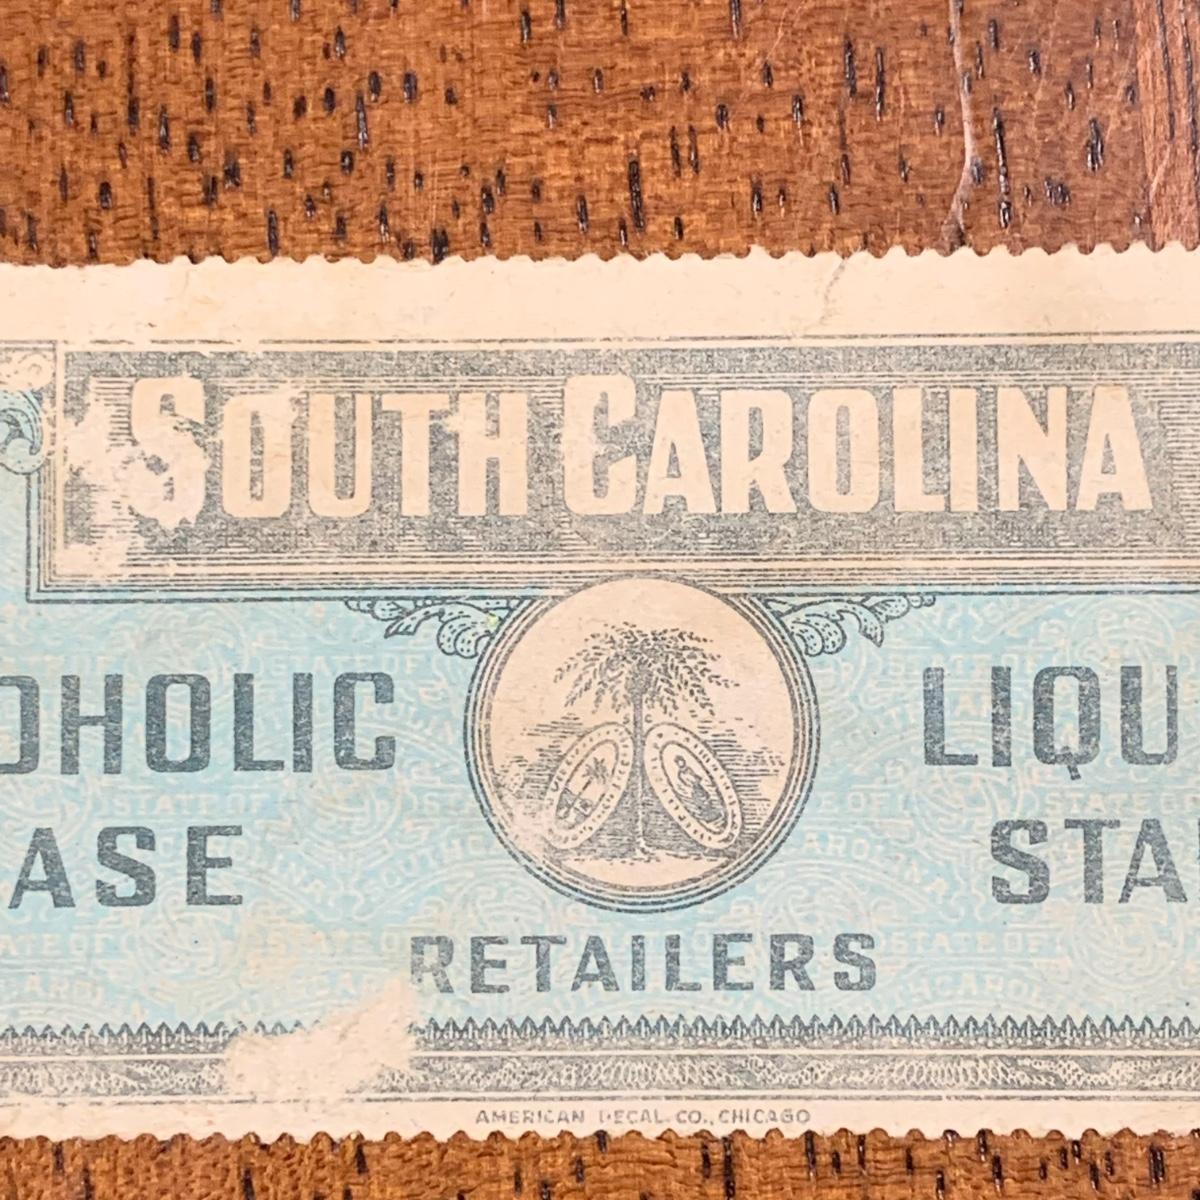 SOUTH CAROLINA
OHOLIC LIQU
ASE STA
RETAILERS
AMERICAN DECAL CO., CHICAGO